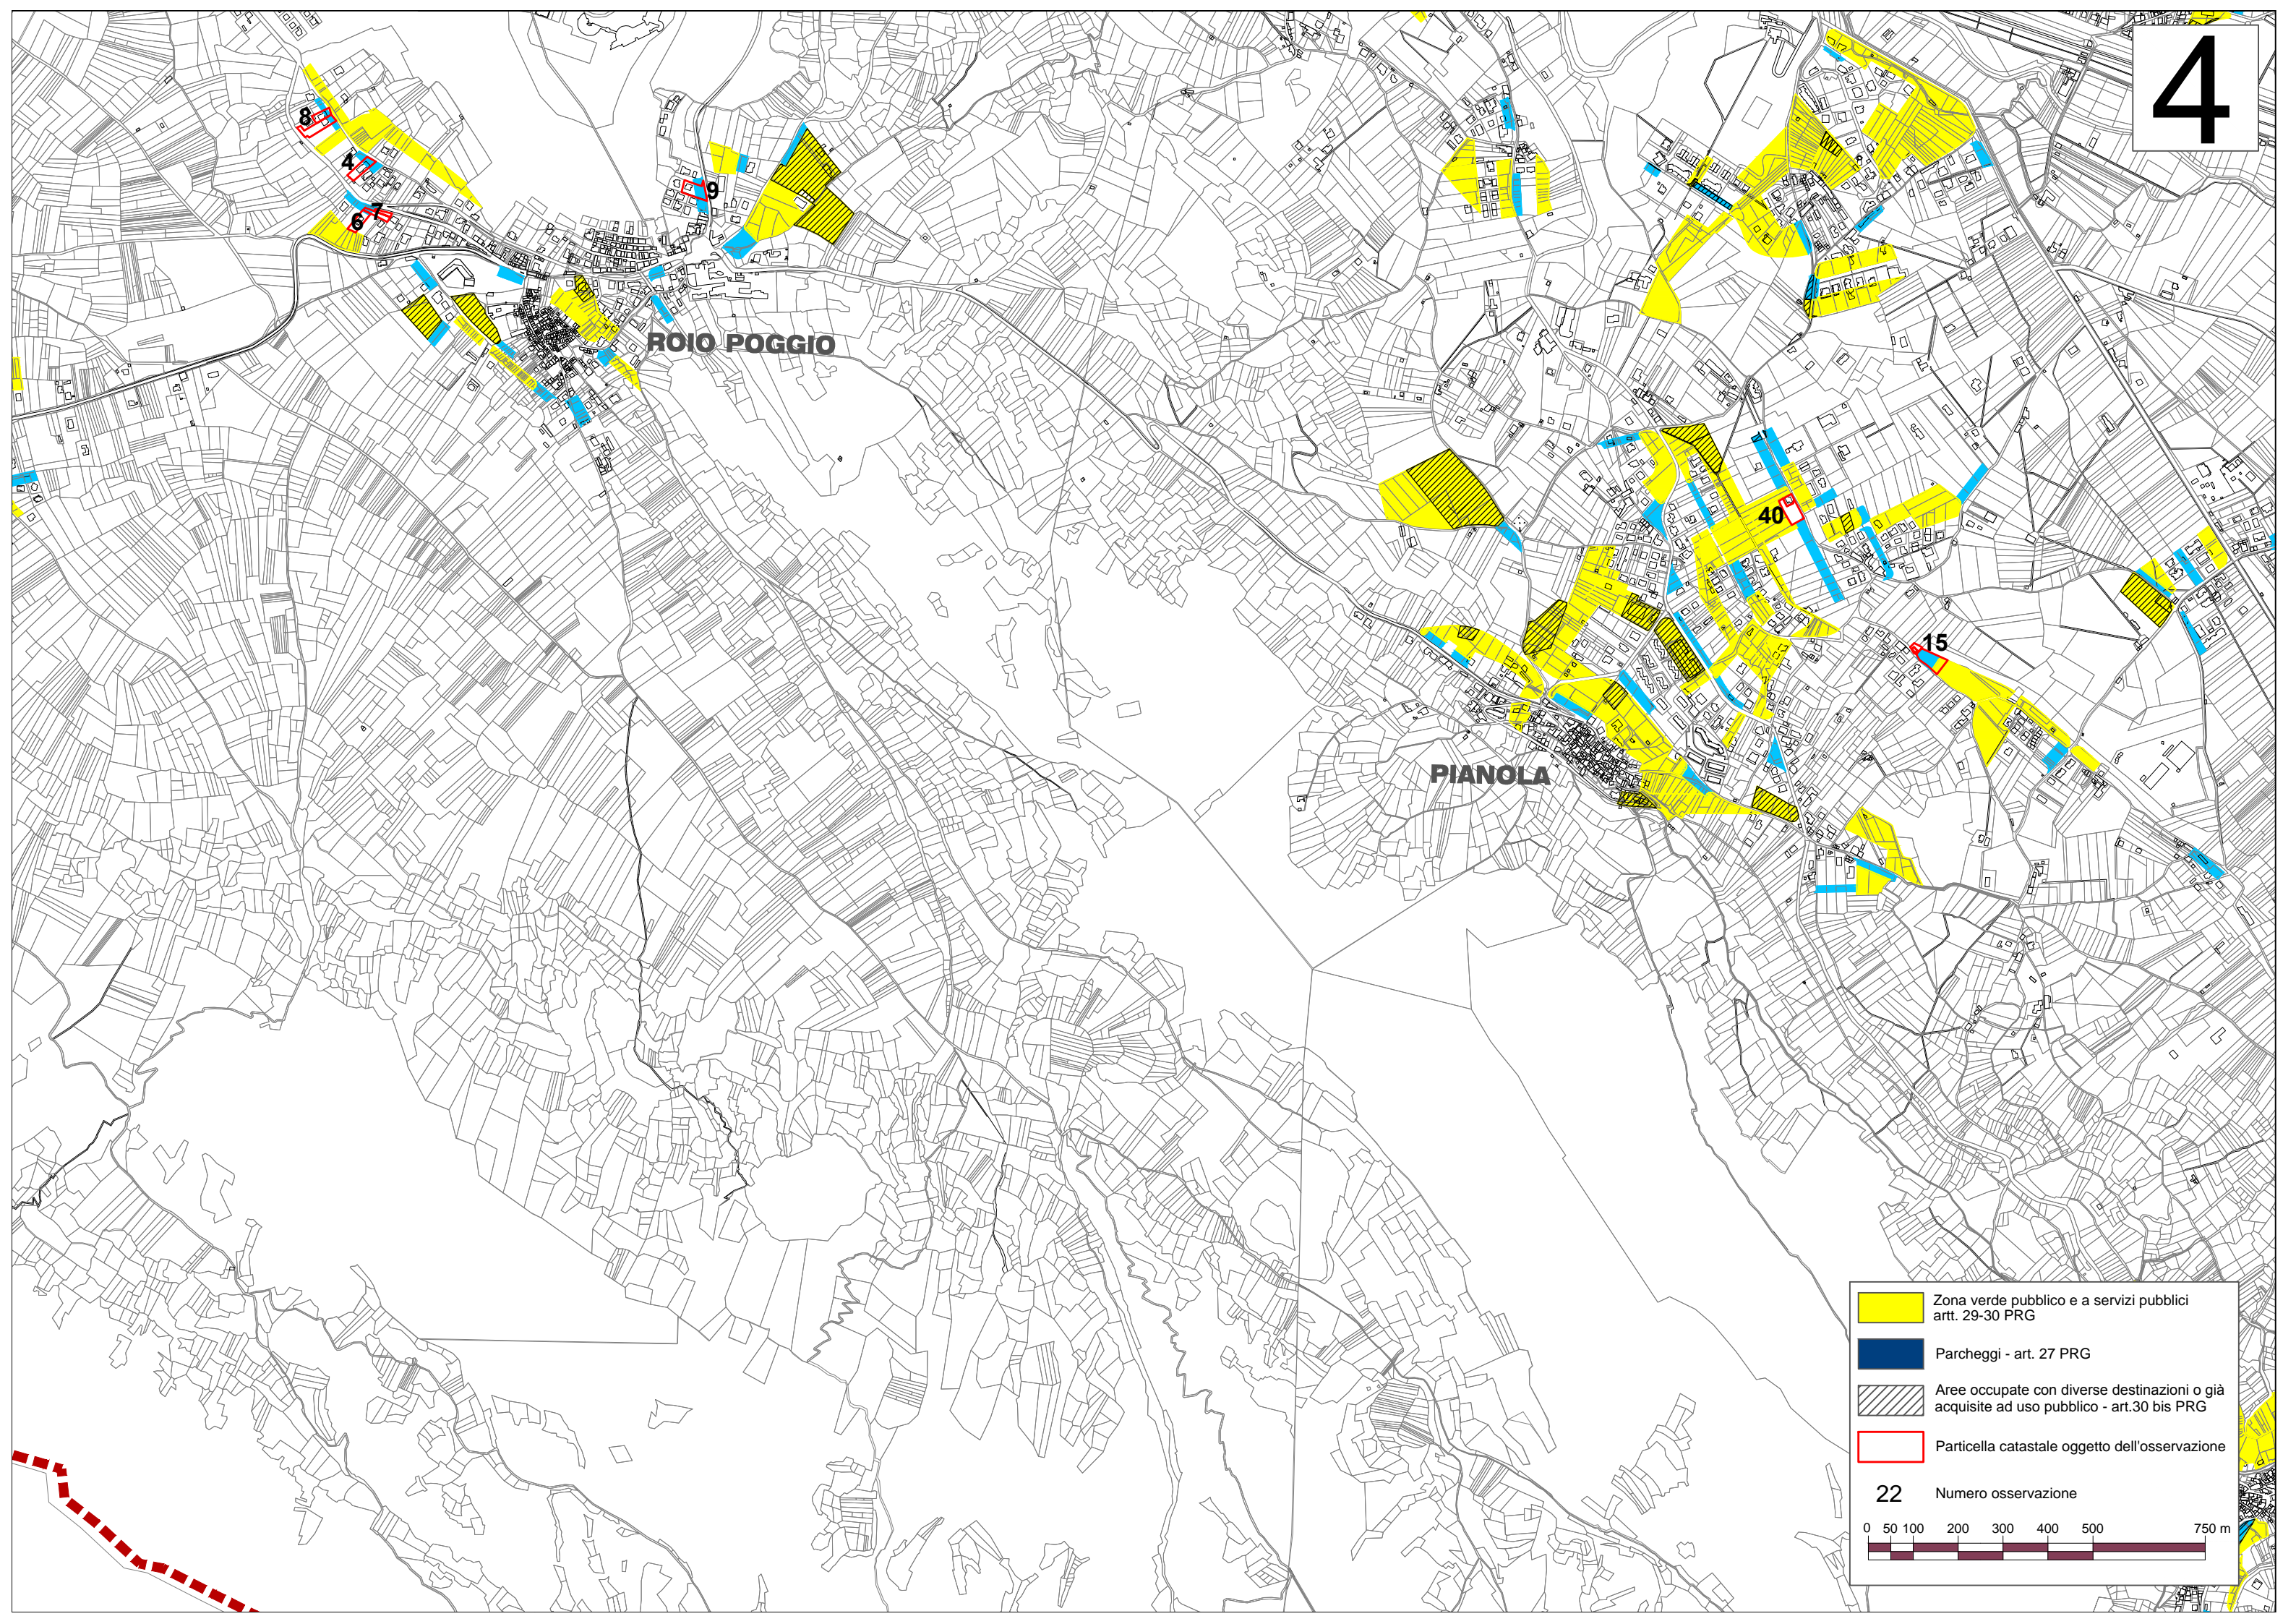 4
8
4
7
6
9
ROIO POGGIO
40
15
PIANOLA
Zona verde pubblico e a servizi pubblici
artt. 29-30 PRG
Parcheggi - art. 27 PRG
Aree occupate con diverse destinazioni o già
acquisite ad uso pubblico - art.30 bis PRG
Particella catastale oggetto dell'osservazione
22 Numero osservazione
0 50 100 200 300 400 500 750 m